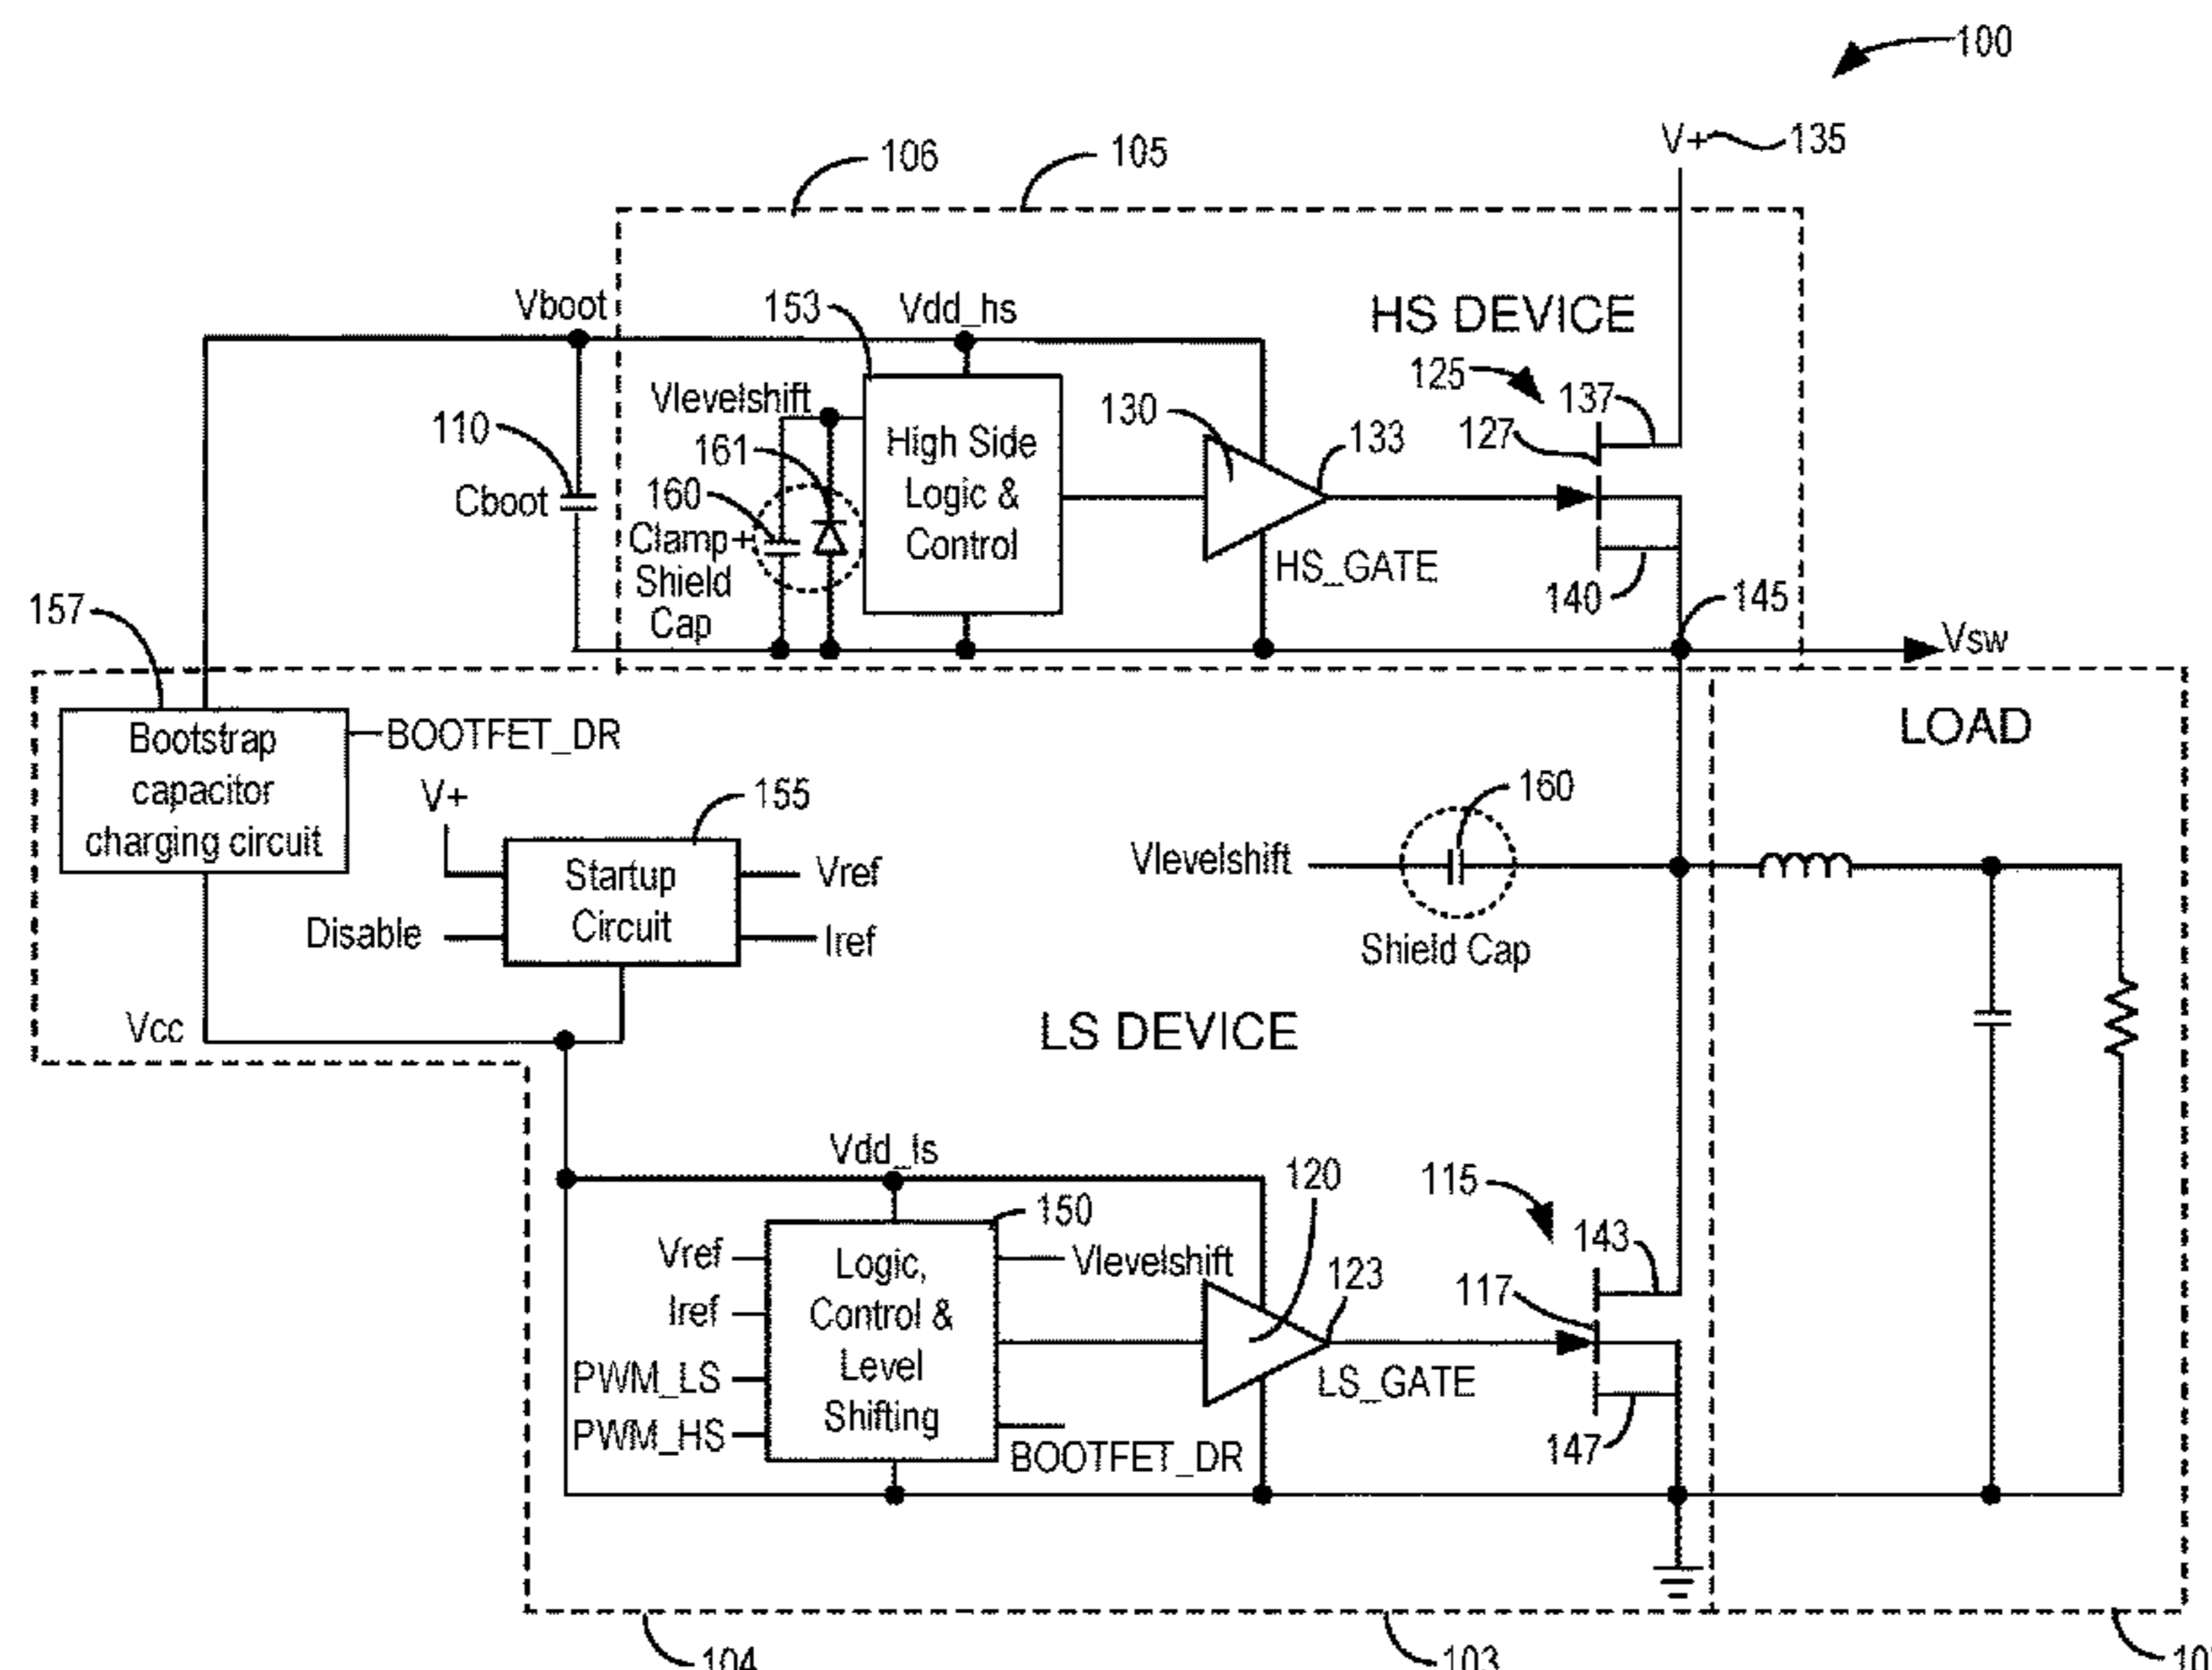 100
V+ 135
106
105
Vboot
153
Vdd_hs
HS DEVICE
125
137
Vlevelshift
130
127
133
110
161
High Side
Logic &
Control
160
Cboot
Clamp+
Shield
Cap
HS_GATE
140
145
157
Vsw
Bootstrap
capacitor
charging circuit
BOOTFET_DR
LOAD
V+
155
160
Startup
Circuit
Vref
Vlevelshift
Disable
Iref
Shield Cap
Vcc
LS DEVICE
Vdd_ls
120
115
150
143
Vref
Logic,
Control &
Level
Shifting
Vlevelshift
123
117
Iref
PWM_LS
LS_GATE
PWM_HS
BOOTFET_DR
147
104
103